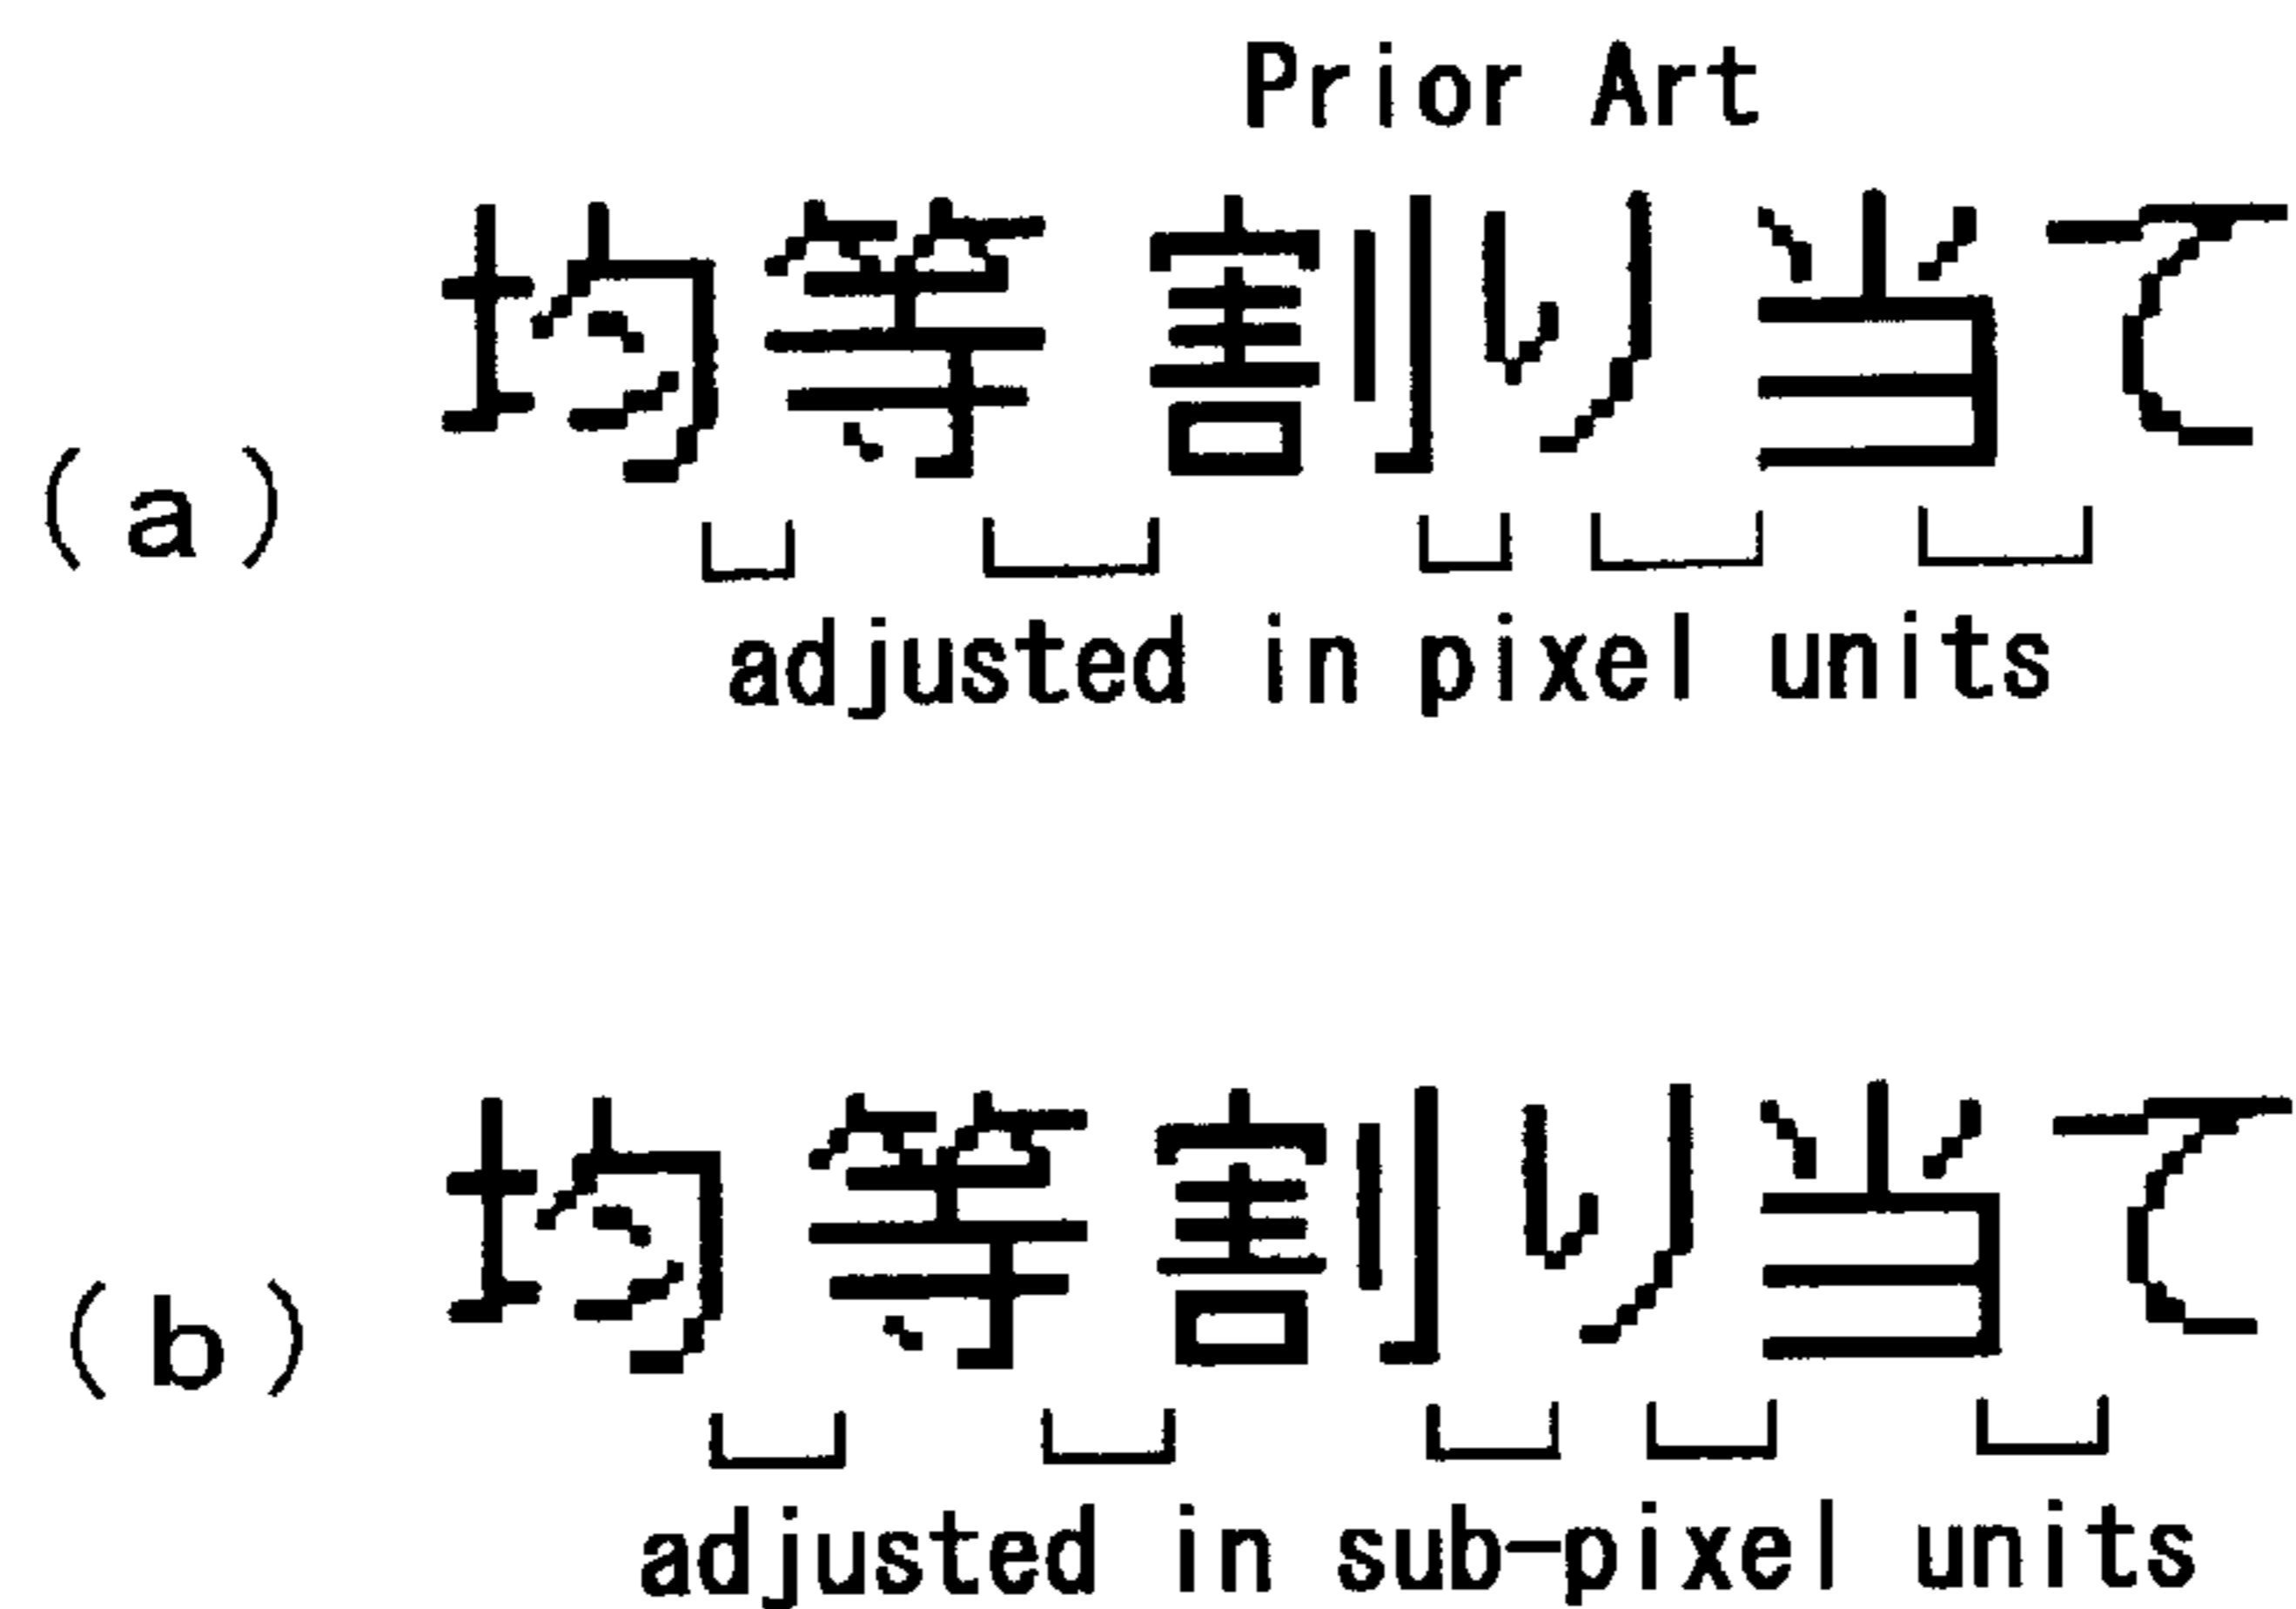 Prior Art
(a) 均等割り当て
adjusted in pixel units
(b) 均等割り当て
adjusted in sub-pixel units